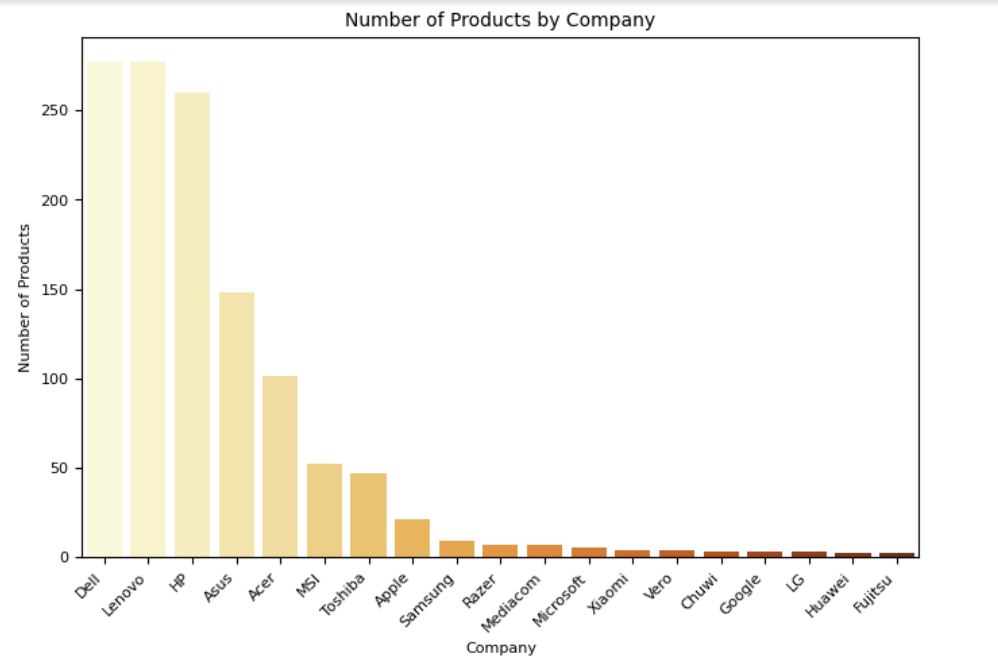 Number of Products by Company
Number of Products
250
200
150
100
50
0
Dell
Lenovo
HP
Asus
Acer
MSI
Toshiba
Apple
Samsung
Razer
Mediacom
Microsoft
Xiaomi
Vero
Chuwi
Google
LG
Huawei
Fujitsu
Company